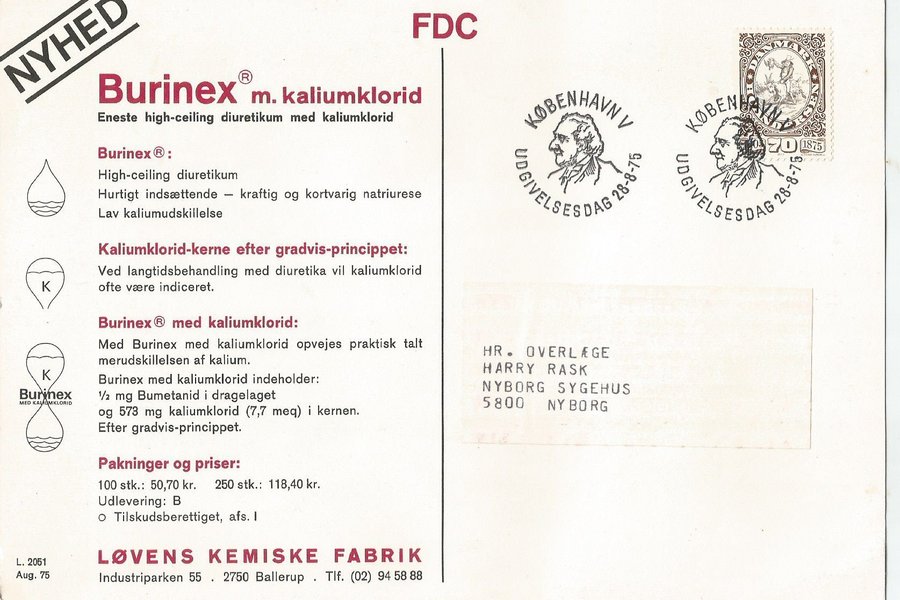 NYHED
FDC
Burinex® m. kaliumklorid
Eneste high-ceiling diuretikum med kaliumklorid
Burinex®:
High-ceiling diuretikum
Hurtigt indsættende – kraftig og kortvarig natriurese
Lav kaliumudskillelse
Kaliumklorid-kerne efter gradvis-princippet:
Ved langtidsbehandling med diuretika vil kaliumklorid
ofte være indiceret.
K
Burinex® med kaliumklorid:
Med Burinex med kaliumklorid opvejes praktisk talt
merudskillelsen af kalium.
Burinex med kaliumklorid indeholder:
½ mg Bumetanid i dragelaget
og 573 mg kaliumklorid (7,7 meq) i kernen.
Efter gradvis-princippet.
K
Burinex
MED KALIUMKLORID
Pakninger og priser:
100 stk.: 50,70 kr. 250 stk.: 118,40 kr.
Udlevering: B
O Tilskudsberettiget, afs. I
L. 2051
Aug. 75
LØVENS KEMISKE FABRIK
Industriparken 55 . 2750 Ballerup . Tlf. (02) 94 58 88
KØBENHAVN V
UDGIVELSESDAG 28-8-75
KØBENHAVN V
UDGIVELSESDAG 28-8-75
DANMARK
70
1875
HR. OVERLÆGE
HARRY RASK
NYBORG SYGEHUS
5800 NYBORG